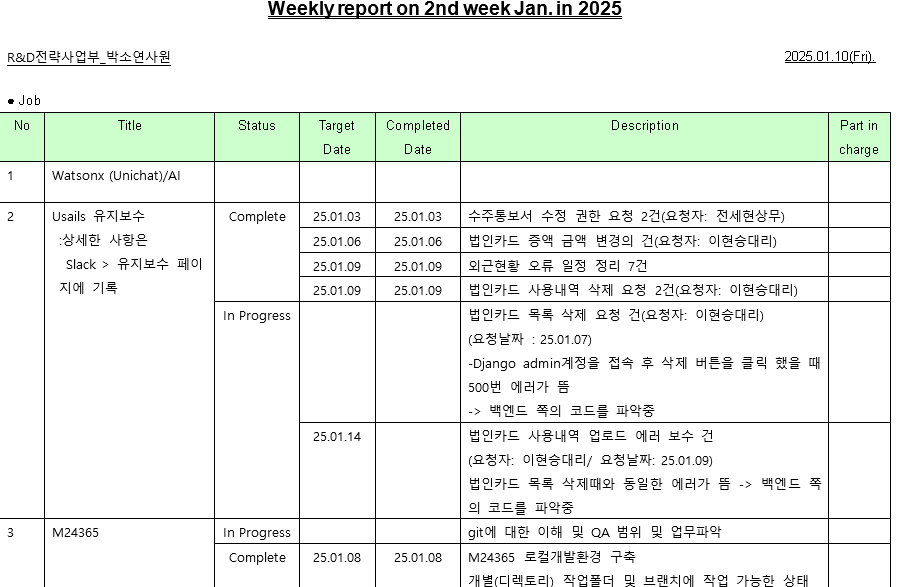 Weekly report on 2nd week Jan. in 2025
R&D전략사업부_박소연사원
2025.01.10(Fri).
● Job
No Title Status Target Date Completed Date Description Part in charge
1 Watsonx (Unichat)/AI
2 Usails 유지보수
:상세한 사항은
Slack > 유지보수 페이
지에 기록
Complete 25.01.03 25.01.03 수주통보서 수정 권한 요청 2건(요청자: 전세현상무)
25.01.06 25.01.06 법인카드 증액 금액 변경의 건(요청자: 이현승대리)
25.01.09 25.01.09 외근현황 오류 일정 정리 7건
25.01.09 25.01.09 법인카드 사용내역 삭제 요청 2건(요청자: 이현승대리)
In Progress 법인카드 목록 삭제 요청 건(요청자: 이현승대리)
(요청날짜 : 25.01.07)
-Django admin계정을 접속 후 삭제 버튼을 클릭 했을 때
500번 에러가 뜸
-> 백엔드 쪽의 코드를 파악중
25.01.14 법인카드 사용내역 업로드 에러 보수 건
(요청자: 이현승대리/ 요청날짜: 25.01.09)
법인카드 목록 삭제때와 동일한 에러가 뜸 -> 백엔드 쪽
의 코드를 파악중
3 M24365 In Progress git에 대한 이해 및 QA 범위 및 업무파악
Complete 25.01.08 25.01.08 M24365 로컬개발환경 구축
개별(디렉토리) 작업폴더 및 브랜치에 작업 가능한 상태